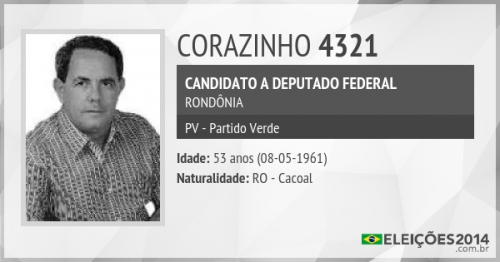 CORAZINHO 4321
CANDIDATO A DEPUTADO FEDERAL
RONDÔNIA
PV - Partido Verde
Idade: 53 anos (08-05-1961)
Naturalidade: RO - Cacoal
ELEIÇÕES2014
.com.br